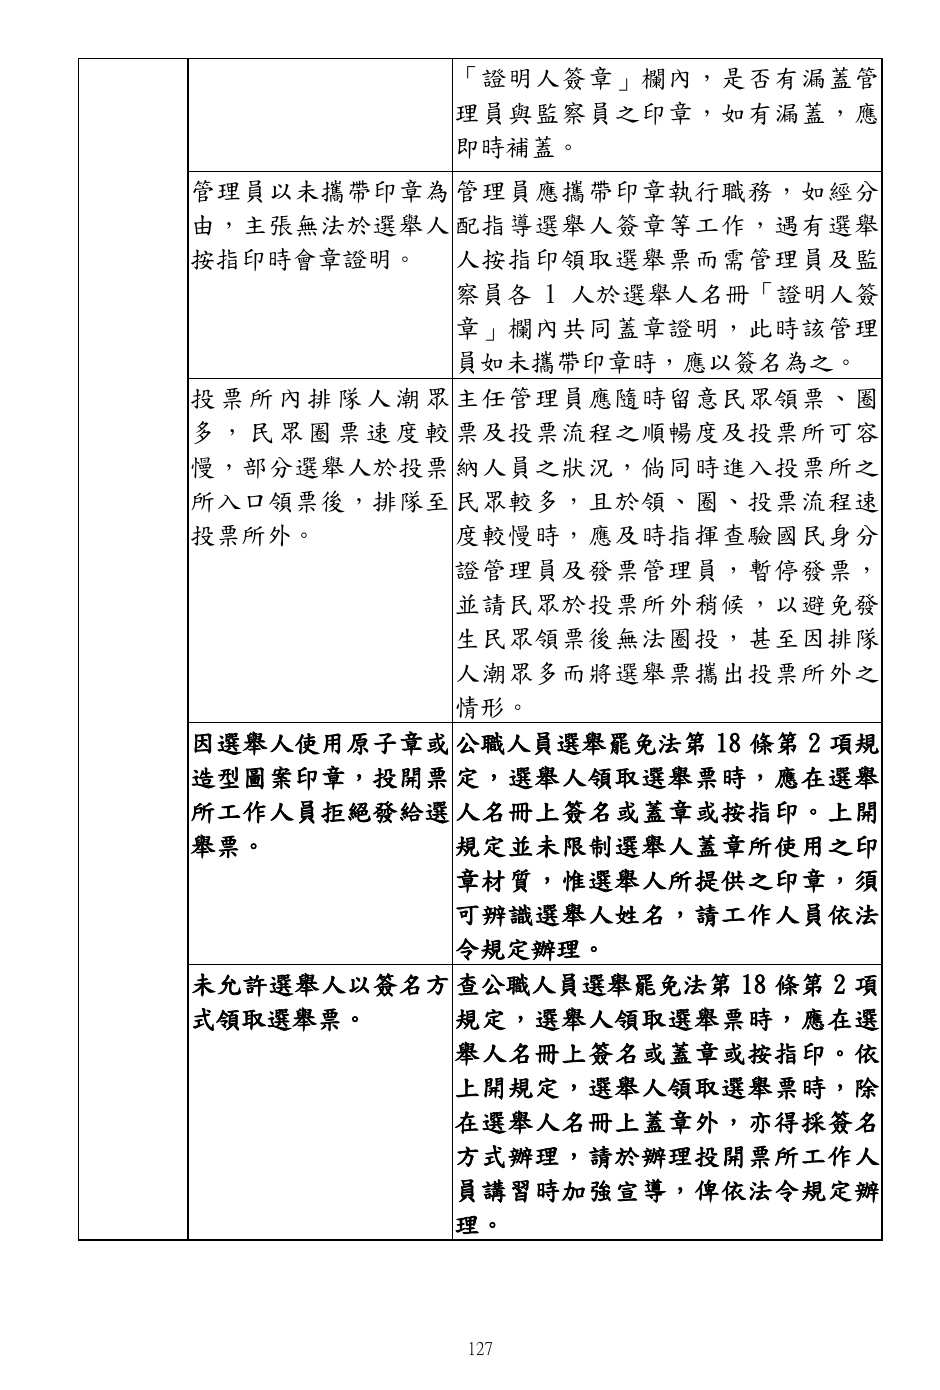 「證明人簽章」欄內，是否有漏蓋管
理員與監察員之印章，如有漏蓋，應
即時補蓋。
管理員以未攜帶印章為
由，主張無法於選舉人
按指印時會章證明。
管理員應攜帶印章執行職務，如經分
配指導選舉人簽章等工作，遇有選舉
人按指印領取選舉票而需管理員及監
察員各 1 人於選舉人名冊「證明人簽
章」欄內共同蓋章證明，此時該管理
員如未攜帶印章時，應以簽名為之。
投票所內排隊人潮眾
多，民眾圈票速度較
慢，部分選舉人於投票
所入口領票後，排隊至
投票所外。
主任管理員應隨時留意民眾領票、圈
票及投票流程之順暢度及投票所可容
納人員之狀況，倘同時進入投票所之
民眾較多，且於領、圈、投票流程速
度較慢時，應及時指揮查驗國民身分
證管理員及發票管理員，暫停發票，
並請民眾於投票所外稍候，以避免發
生民眾領票後無法圈投，甚至因排隊
人潮眾多而將選舉票攜出投票所外之
情形。
因選舉人使用原子章或
造型圖案印章，投開票
所工作人員拒絕發給選
舉票。
公職人員選舉罷免法第 18 條第 2 項規
定，選舉人領取選舉票時，應在選舉
人名冊上簽名或蓋章或按指印。上開
規定並未限制選舉人蓋章所使用之印
章材質，惟選舉人所提供之印章，須
可辨識選舉人姓名，請工作人員依法
令規定辦理。
未允許選舉人以簽名方
式領取選舉票。
查公職人員選舉罷免法第 18 條第 2 項
規定，選舉人領取選舉票時，應在選
舉人名冊上簽名或蓋章或按指印。依
上開規定，選舉人領取選舉票時，除
在選舉人名冊上蓋章外，亦得採簽名
方式辦理，請於辦理投開票所工作人
員講習時加強宣導，俾依法令規定辦
理。
127